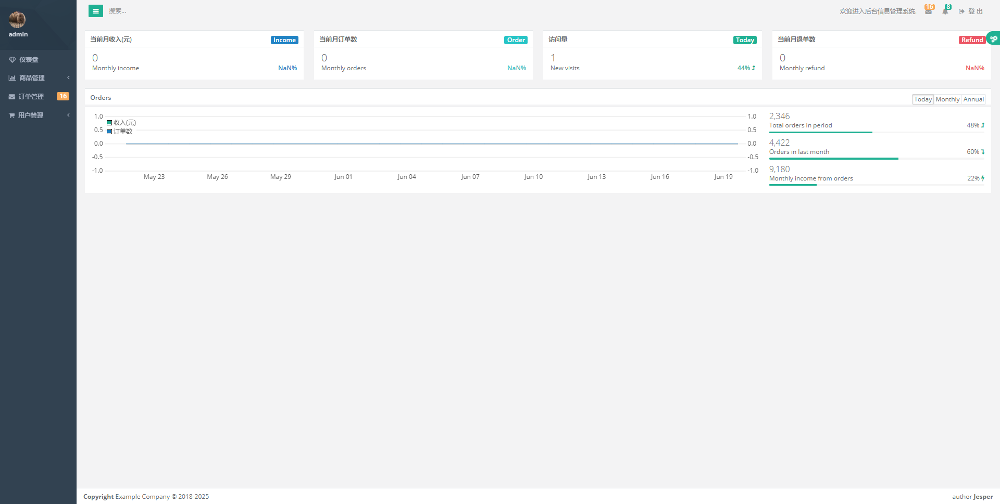 admin
仪表盘
商品管理
订单管理 16
用户管理
搜索...
欢迎进入后台信息管理系统. 16 8 登 出
当前月收入(元) Income
0
Monthly income NaN%
当前月订单数 Order
0
Monthly orders NaN%
访问量 Today
1
New visits 44%
当前月退单数 Refund
0
Monthly refund NaN%
Orders
Today Monthly Annual
1.0
0.5
0.0
-0.5
-1.0
收入(元)
订单数
1.0
0.5
0.0
-0.5
-1.0
May 23 May 26 May 29 Jun 01 Jun 04 Jun 07 Jun 10 Jun 13 Jun 16 Jun 19
2,346
Total orders in period 48%
4,422
Orders in last month 60%
9,180
Monthly income from orders 22%
Copyright Example Company © 2018-2025
author Jesper